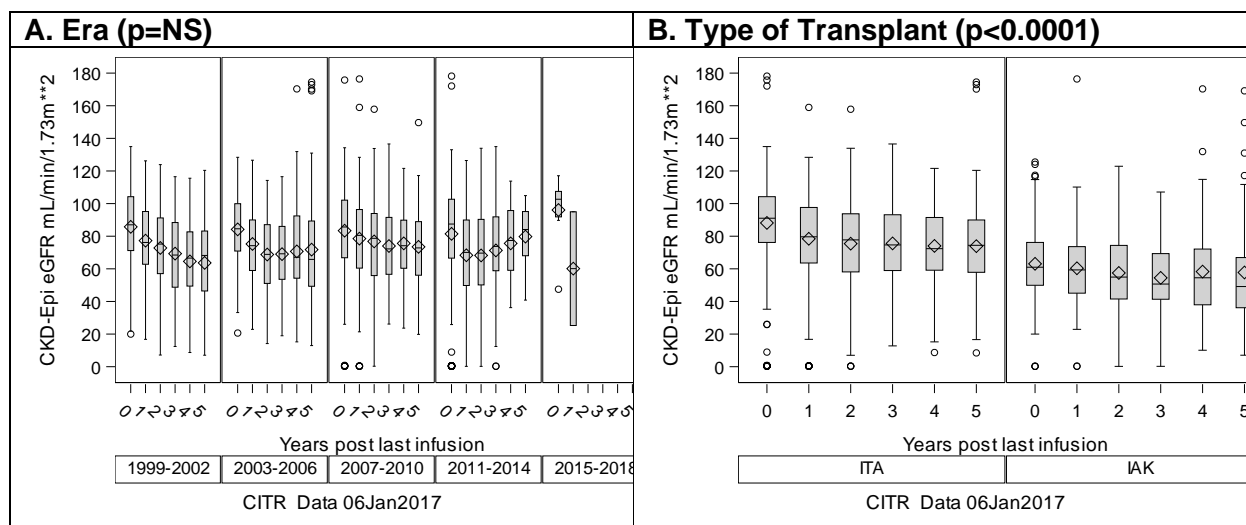 A. Era (p=NS)
CKD-Epi eGFR mL/min/1.73m**2
180
160
140
120
100
80
60
40
20
0
0 1 2 3 4 5 0 1 2 3 4 5 0 1 2 3 4 5 0 1 2 3 4 5 0 1 2 3 4 5
Years post last infusion
1999-2002 2003-2006 2007-2010 2011-2014 2015-2018
CITR Data 06Jan2017
B. Type of Transplant (p<0.0001)
CKD-Epi eGFR mL/min/1.73m**2
180
160
140
120
100
80
60
40
20
0
0 1 2 3 4 5 0 1 2 3 4 5
Years post last infusion
ITA IAK
CITR Data 06Jan2017